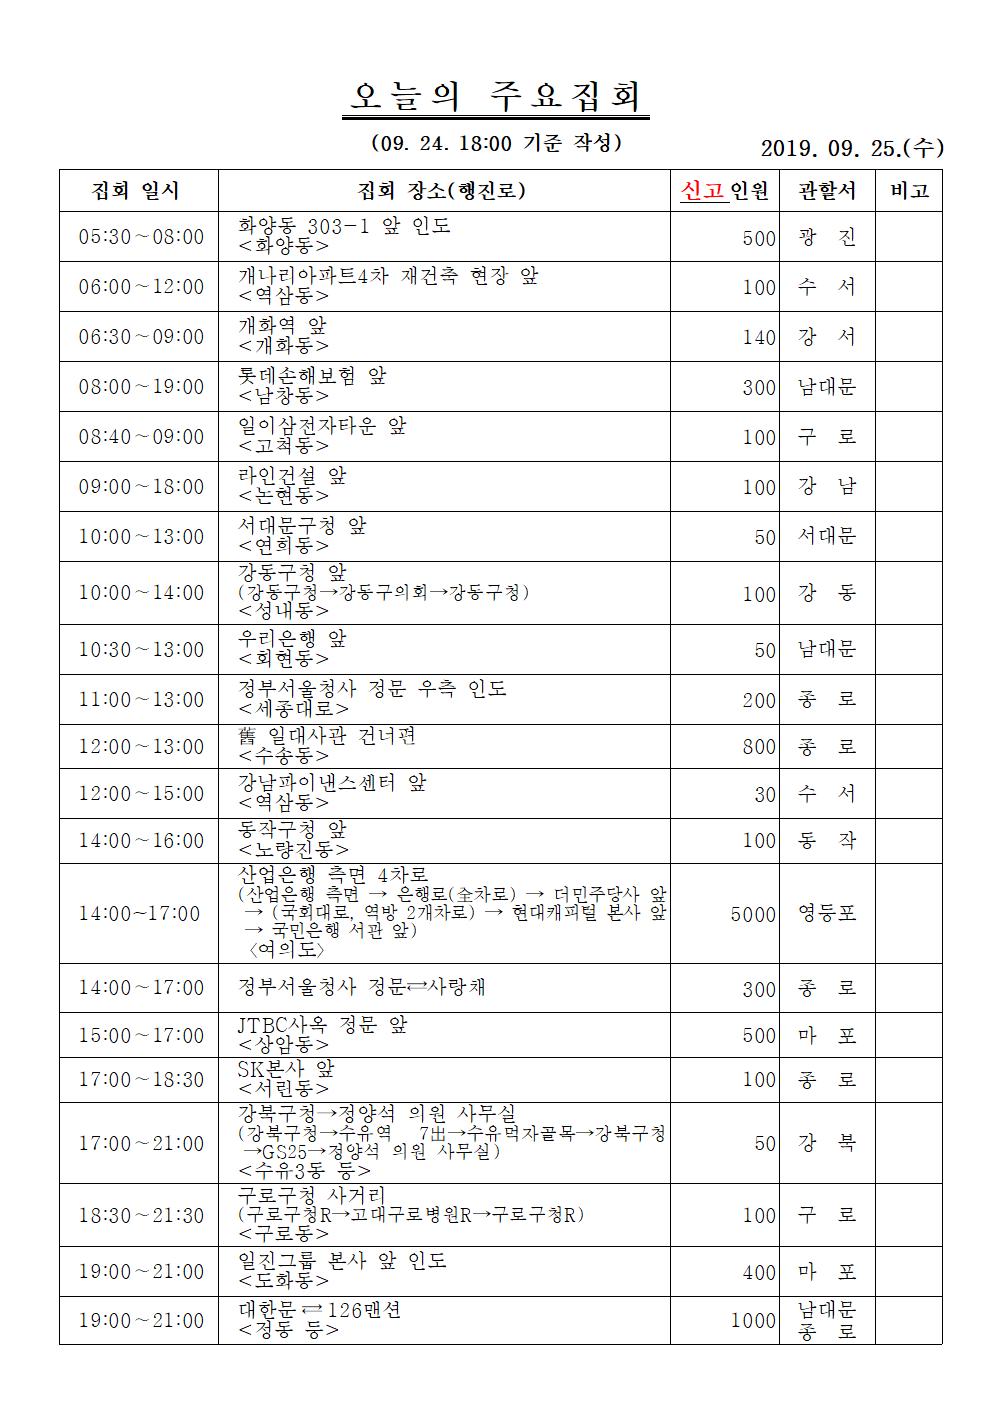 오늘의 주요집회
(09. 24. 18:00 기준 작성)
2019. 09. 25.(수)
집회 일시 집회 장소(행진로) 신고 인원 관할서 비고
05:30~08:00 화양동 303-1 앞 인도 500 광 진
<화양동>
06:00~12:00 개나리아파트4차 재건축 현장 앞 100 수 서
<역삼동>
06:30~09:00 개화역 앞 140 강 서
<개화동>
08:00~19:00 롯데손해보험 앞 300 남대문
<남창동>
08:40~09:00 일이삼전자타운 앞 100 구 로
<고척동>
09:00~18:00 라인건설 앞 100 강 남
<논현동>
10:00~13:00 서대문구청 앞 50 서대문
<연희동>
10:00~14:00 강동구청 앞 100 강 동
(강동구청→강동구의회→강동구청)
<성내동>
10:30~13:00 우리은행 앞 50 남대문
<회현동>
11:00~13:00 정부서울청사 정문 우측 인도 200 종 로
<세종대로>
12:00~13:00 舊 일대사관 건너편 800 종 로
<수송동>
12:00~15:00 강남파이낸스센터 앞 30 수 서
<역삼동>
14:00~16:00 동작구청 앞 100 동 작
<노량진동>
14:00~17:00 산업은행 측면 4차로 5000 영등포
(산업은행 측면 → 은행로(全차로) → 더민주당사 앞
→ (국회대로, 역방 2개차로) → 현대캐피털 본사 앞
→ 국민은행 서관 앞)
〈여의도〉
14:00~17:00 정부서울청사 정문⇄사랑채 300 종 로
15:00~17:00 JTBC사옥 정문 앞 500 마 포
<상암동>
17:00~18:30 SK본사 앞 100 종 로
<서린동>
17:00~21:00 강북구청→정양석 의원 사무실 50 강 북
(강북구청→수유역 7出→수유먹자골목→강북구청
→GS25→정양석 의원 사무실)
<수유3동 등>
18:30~21:30 구로구청 사거리 100 구 로
(구로구청R→고대구로병원R→구로구청R)
<구로동>
19:00~21:00 일진그룹 본사 앞 인도 400 마 포
<도화동>
19:00~21:00 대한문 ⇄ 126맨션 1000 남대문
<정동 등> 종 로